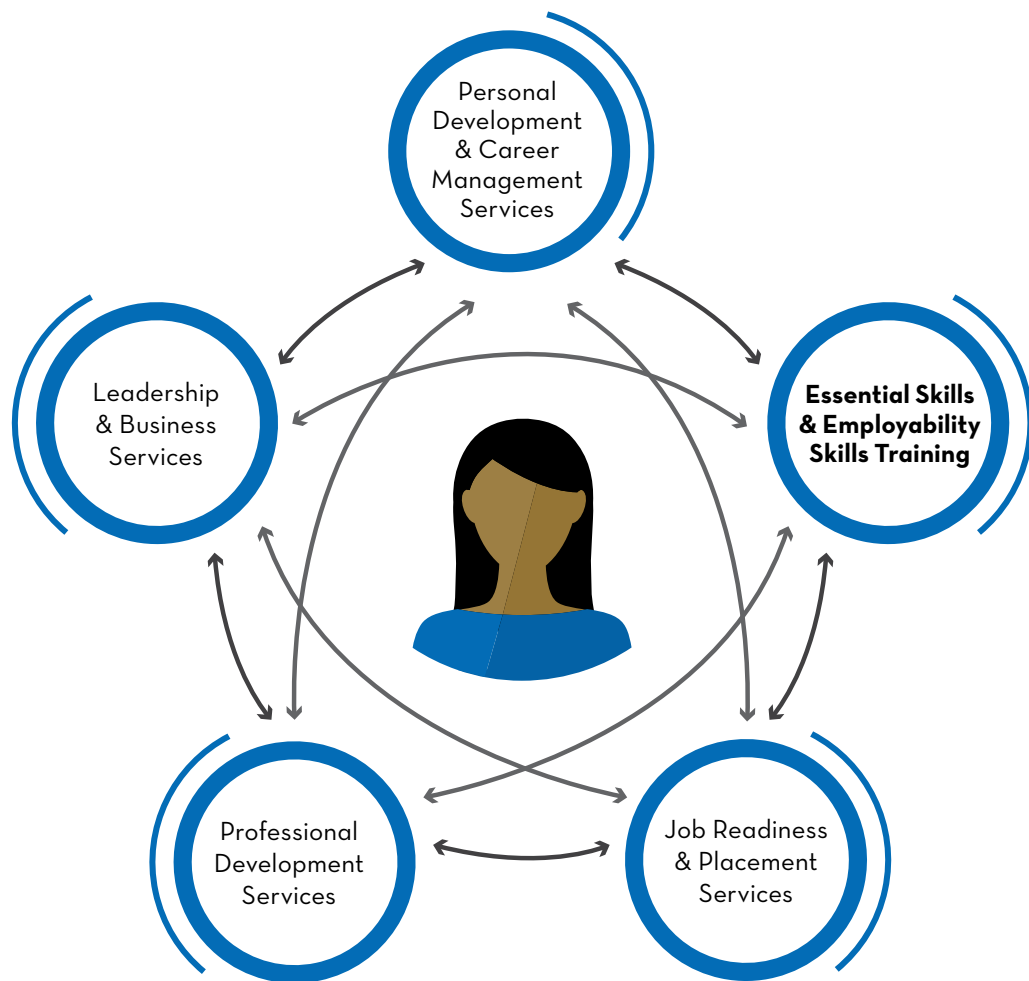 Personal
Development
& Career
Management
Services
Leadership
& Business
Services
Essential Skills
& Employability
Skills Training
Professional
Development
Services
Job Readiness
& Placement
Services